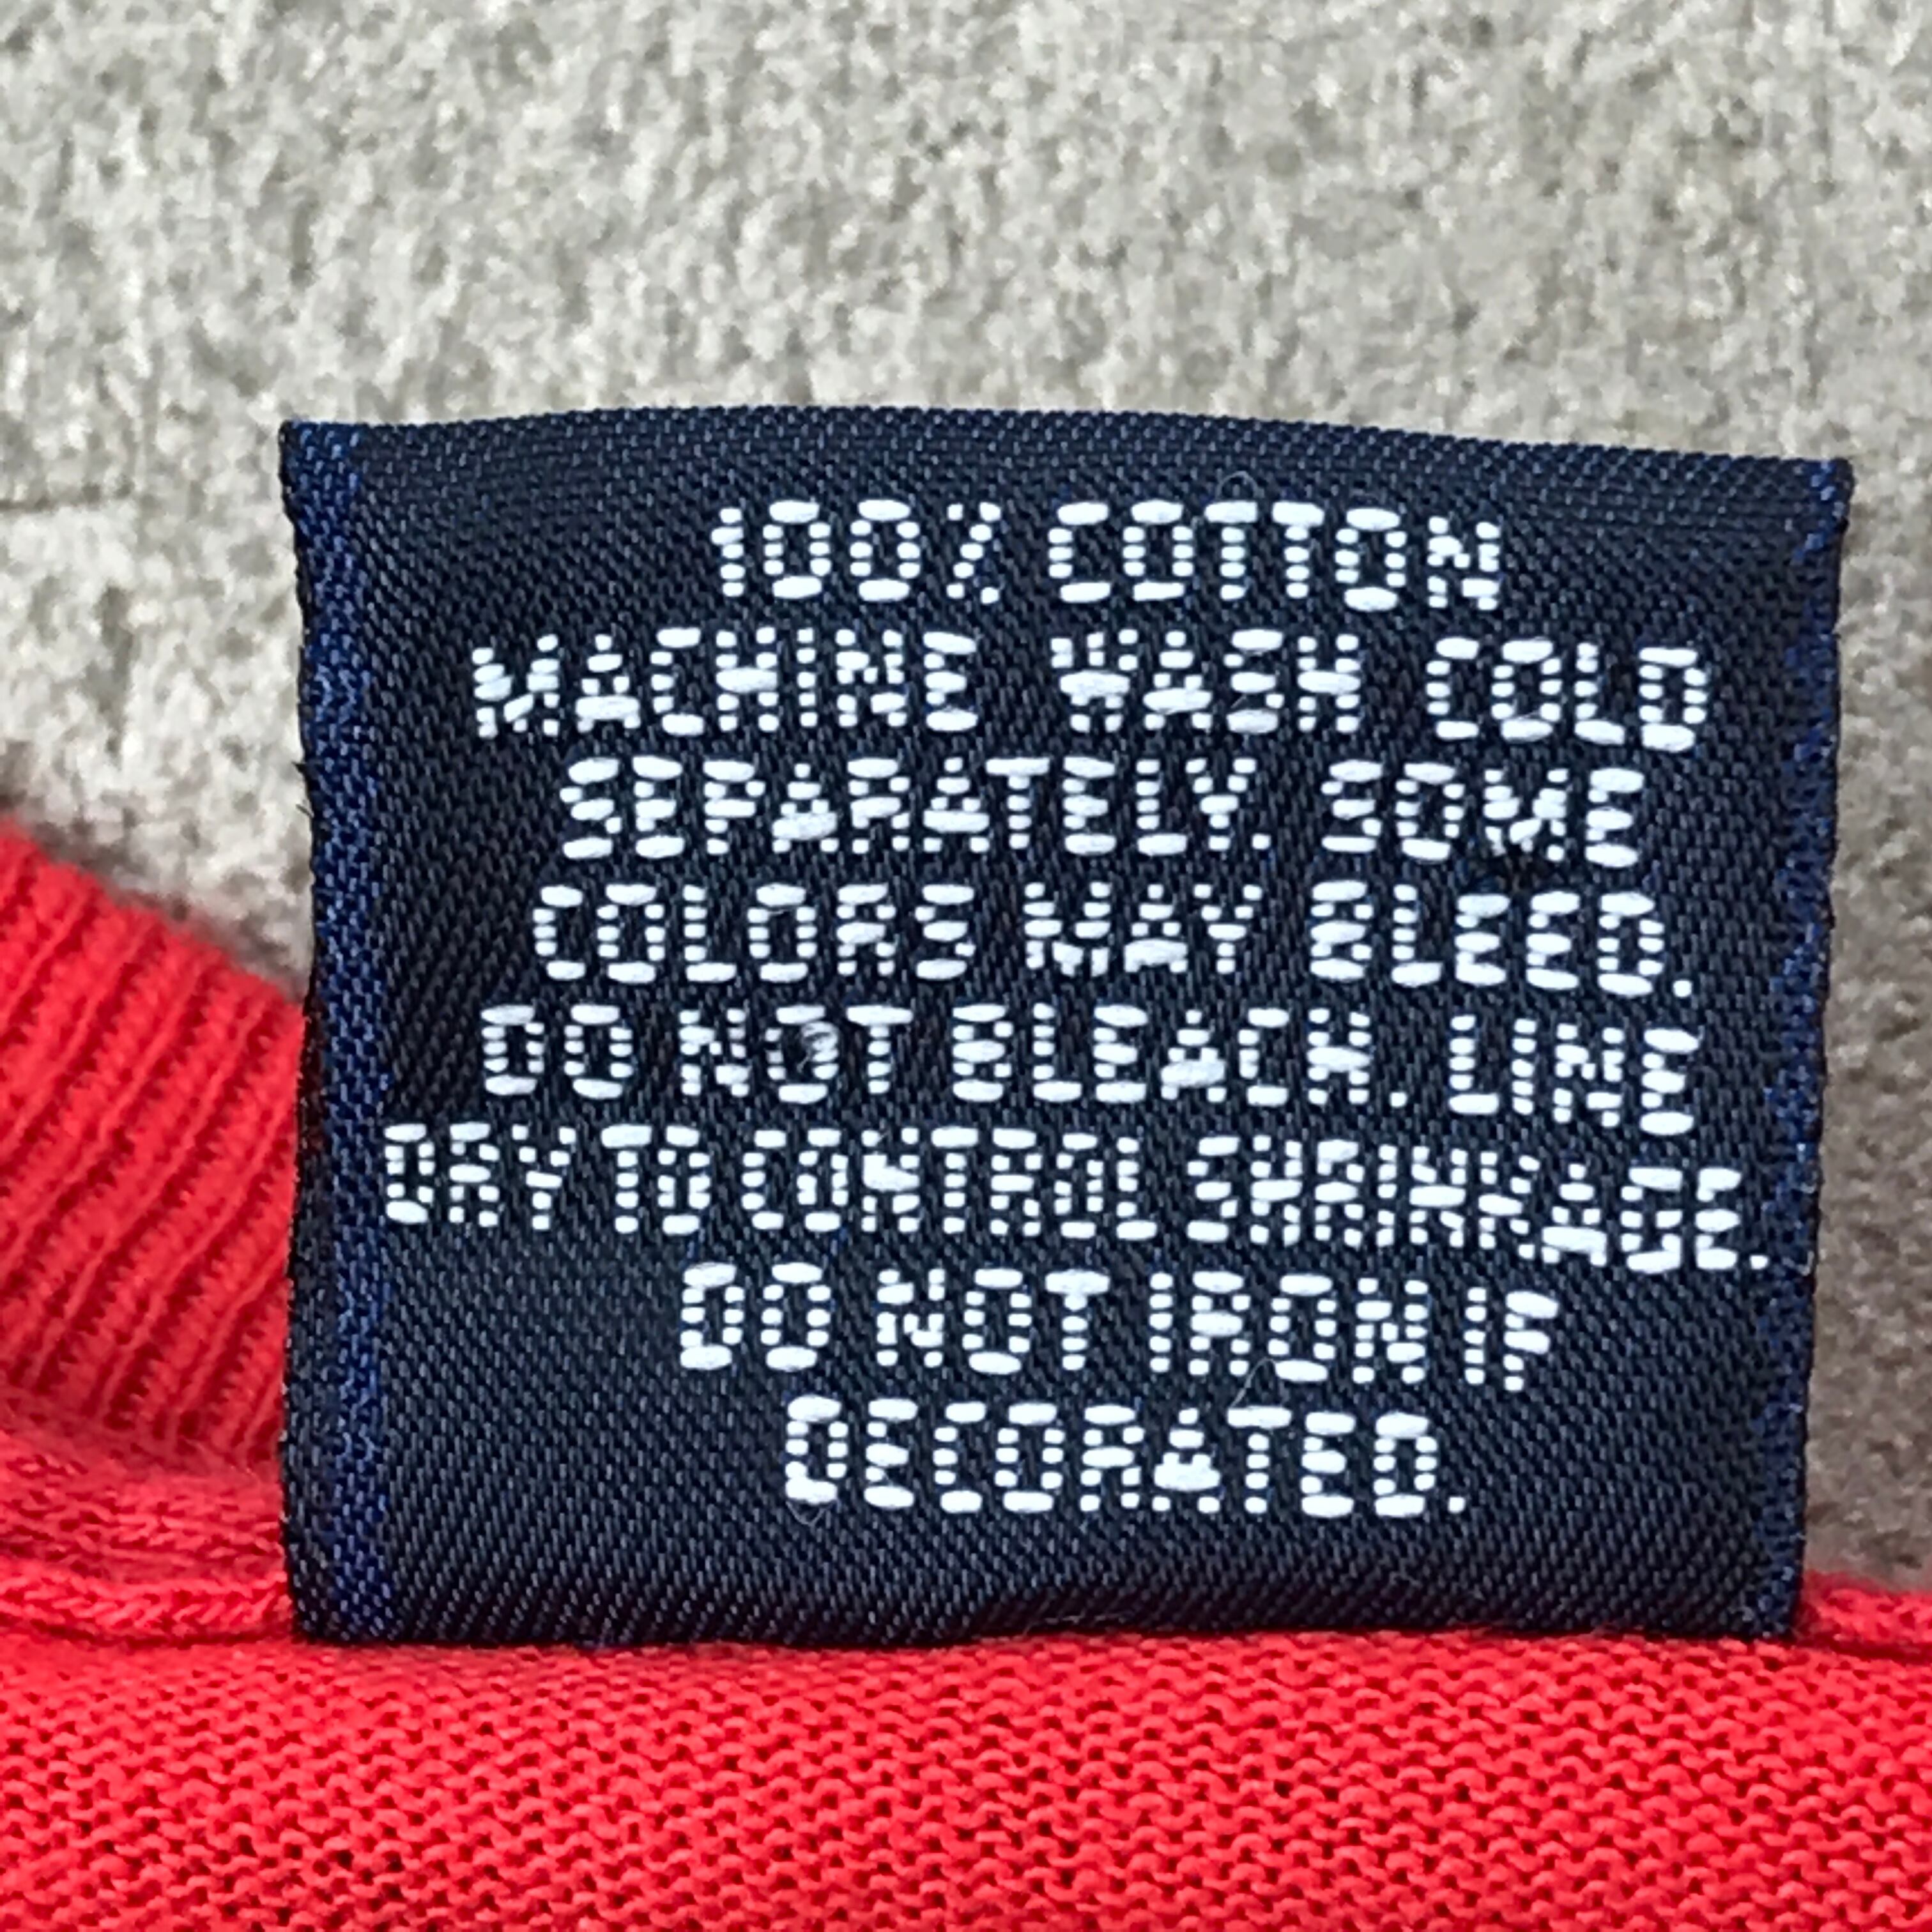 100% COTTON
MACHINE WASH COLD
SEPARATELY. SOME
COLORS MAY BLEED.
DO NOT BLEACH. LINE
DRY TO CONTROL SHRINKAGE.
DO NOT IRON IF
DECORATED.